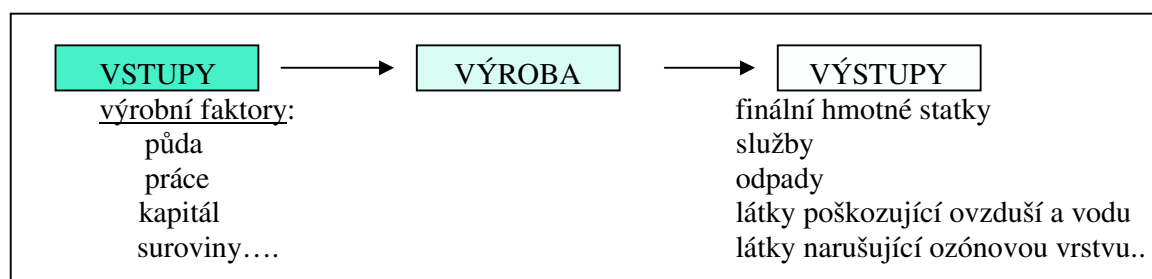 VSTUPY VÝROBA VÝSTUPY
výrobní faktory: finální hmotné statky
půda služby
práce odpady
kapitál látky poškozující ovzduší a vodu
suroviny…. látky narušující ozónovou vrstvu..